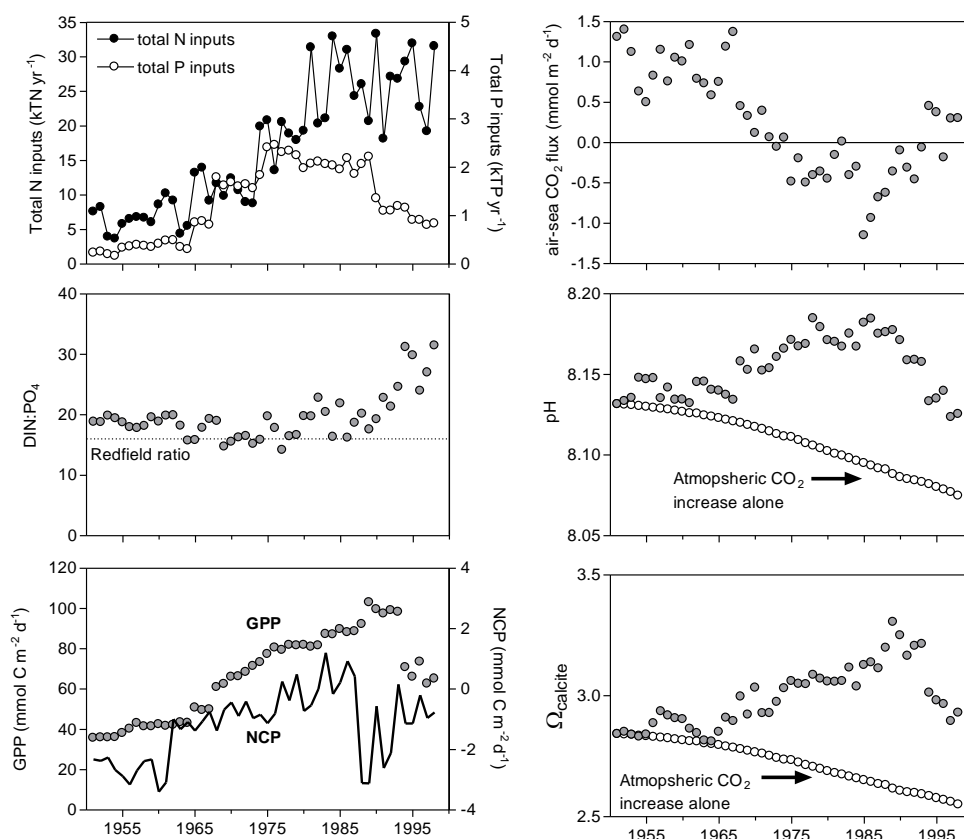 35
30
25
20
15
10
5
0
Total N inputs (kTN yr-1)
total N inputs
total P inputs
5
4
3
2
1
0
Total P inputs (kTP yr-1)
1.5
1.0
0.5
0.0
-0.5
-1.0
-1.5
air-sea CO2 flux (mmol m-2 d-1)
40
30
20
10
0
DIN:PO4
Redfield ratio
8.20
8.15
8.10
8.05
pH
Atmopsheric CO2
increase alone
120
100
80
60
40
20
0
GPP (mmol C m-2 d-1)
GPP
NCP
4
2
0
-2
-4
NCP (mmol C m-2 d-1)
1955 1965 1975 1985 1995
3.5
3.0
2.5
Ωcalcite
Atmopsheric CO2
increase alone
1955 1965 1975 1985 1995